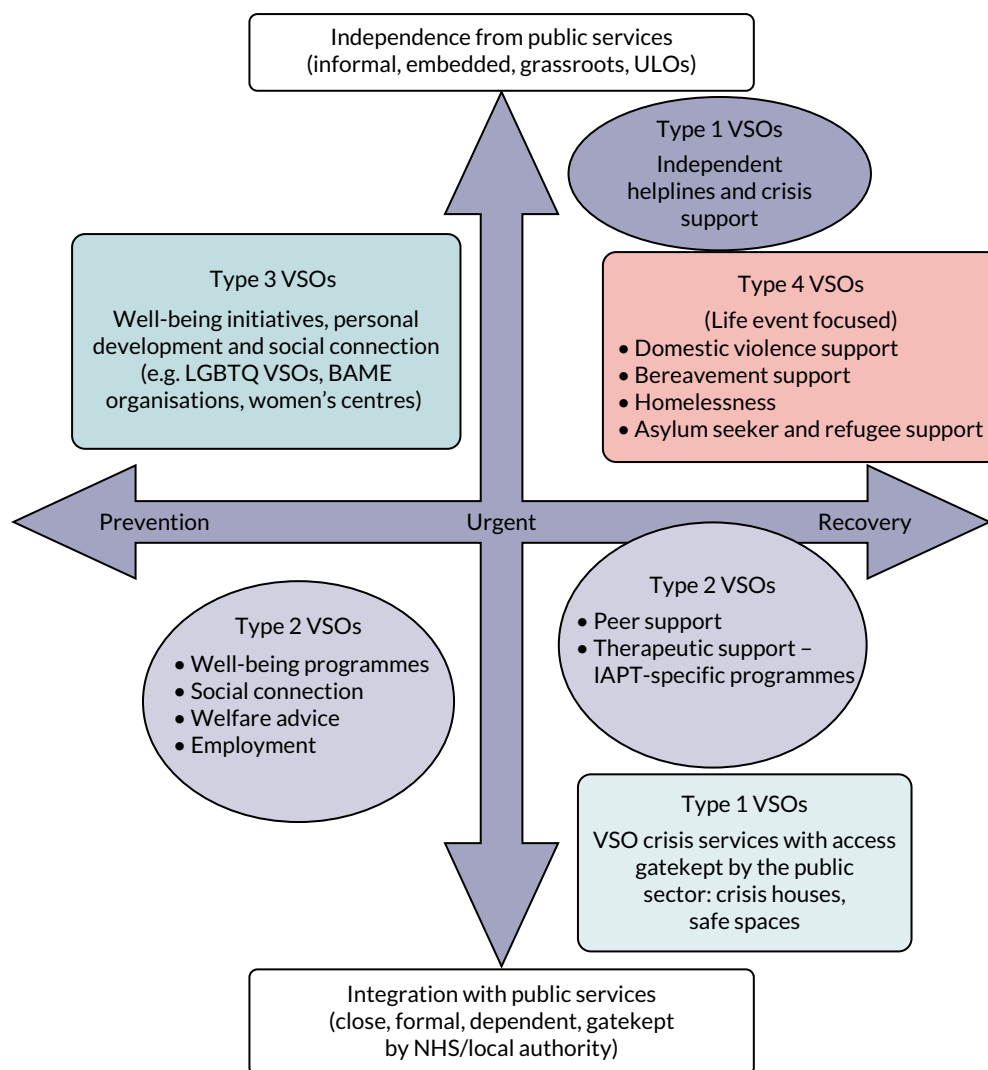 Independence from public services
(informal, embedded, grassroots, ULOs)
Type 1 VSOs
Independent
helplines and crisis
support
Type 3 VSOs
Well-being initiatives, personal
development and social connection
(e.g. LGBTQ VSOs, BAME
organisations, women’s centres)
Type 4 VSOs
(Life event focused)
• Domestic violence support
• Bereavement support
• Homelessness
• Asylum seeker and refugee support
Prevention
Urgent
Recovery
Type 2 VSOs
• Well-being programmes
• Social connection
• Welfare advice
• Employment
Type 2 VSOs
• Peer support
• Therapeutic support –
IAPT-specific programmes
Type 1 VSOs
VSO crisis services with access
gatekept by the public
sector: crisis houses,
safe spaces
Integration with public services
(close, formal, dependent, gatekept
by NHS/local authority)